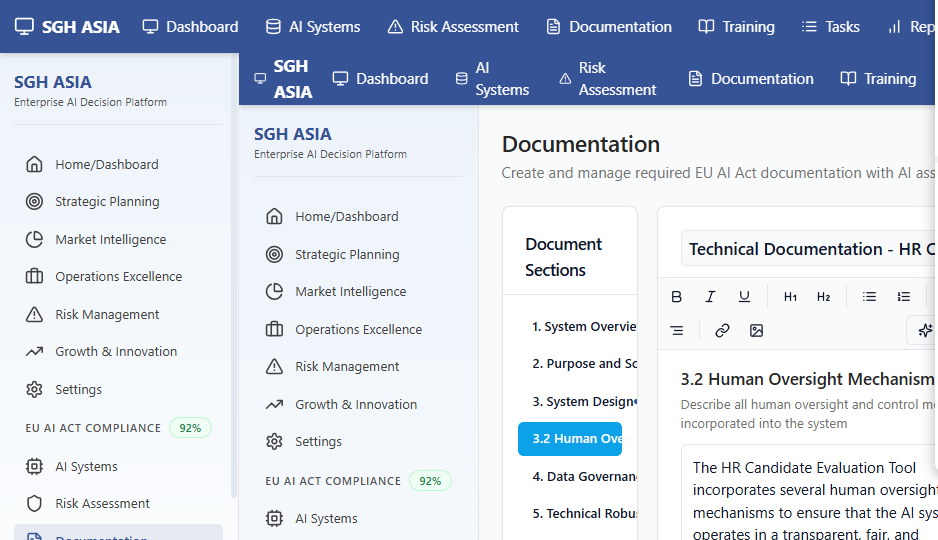 SGH ASIA Dashboard AI Systems Risk Assessment Documentation Training Tasks Rep
SGH ASIA
Enterprise AI Decision Platform
Home/Dashboard
Strategic Planning
Market Intelligence
Operations Excellence
Risk Management
Growth & Innovation
Settings
EU AI ACT COMPLIANCE 92%
AI Systems
Risk Assessment
Documentation
SGH
ASIA
Dashboard
AI
Systems
Risk
Assessment
Documentation
Training
SGH ASIA
Enterprise AI Decision Platform
Home/Dashboard
Strategic Planning
Market Intelligence
Operations Excellence
Risk Management
Growth & Innovation
Settings
EU AI ACT COMPLIANCE 92%
AI Systems
Documentation
Create and manage required EU AI Act documentation with AI ass
Document
Sections
1. System Overvie
2. Purpose and Sc
3. System Design
3.2 Human Ove
4. Data Governan
5. Technical Robu
Technical Documentation - HR C
B I U H1 H2
3.2 Human Oversight Mechanism
Describe all human oversight and control me
incorporated into the system
The HR Candidate Evaluation Tool
incorporates several human oversight
mechanisms to ensure that the AI sys
operates in a transparent, fair, and